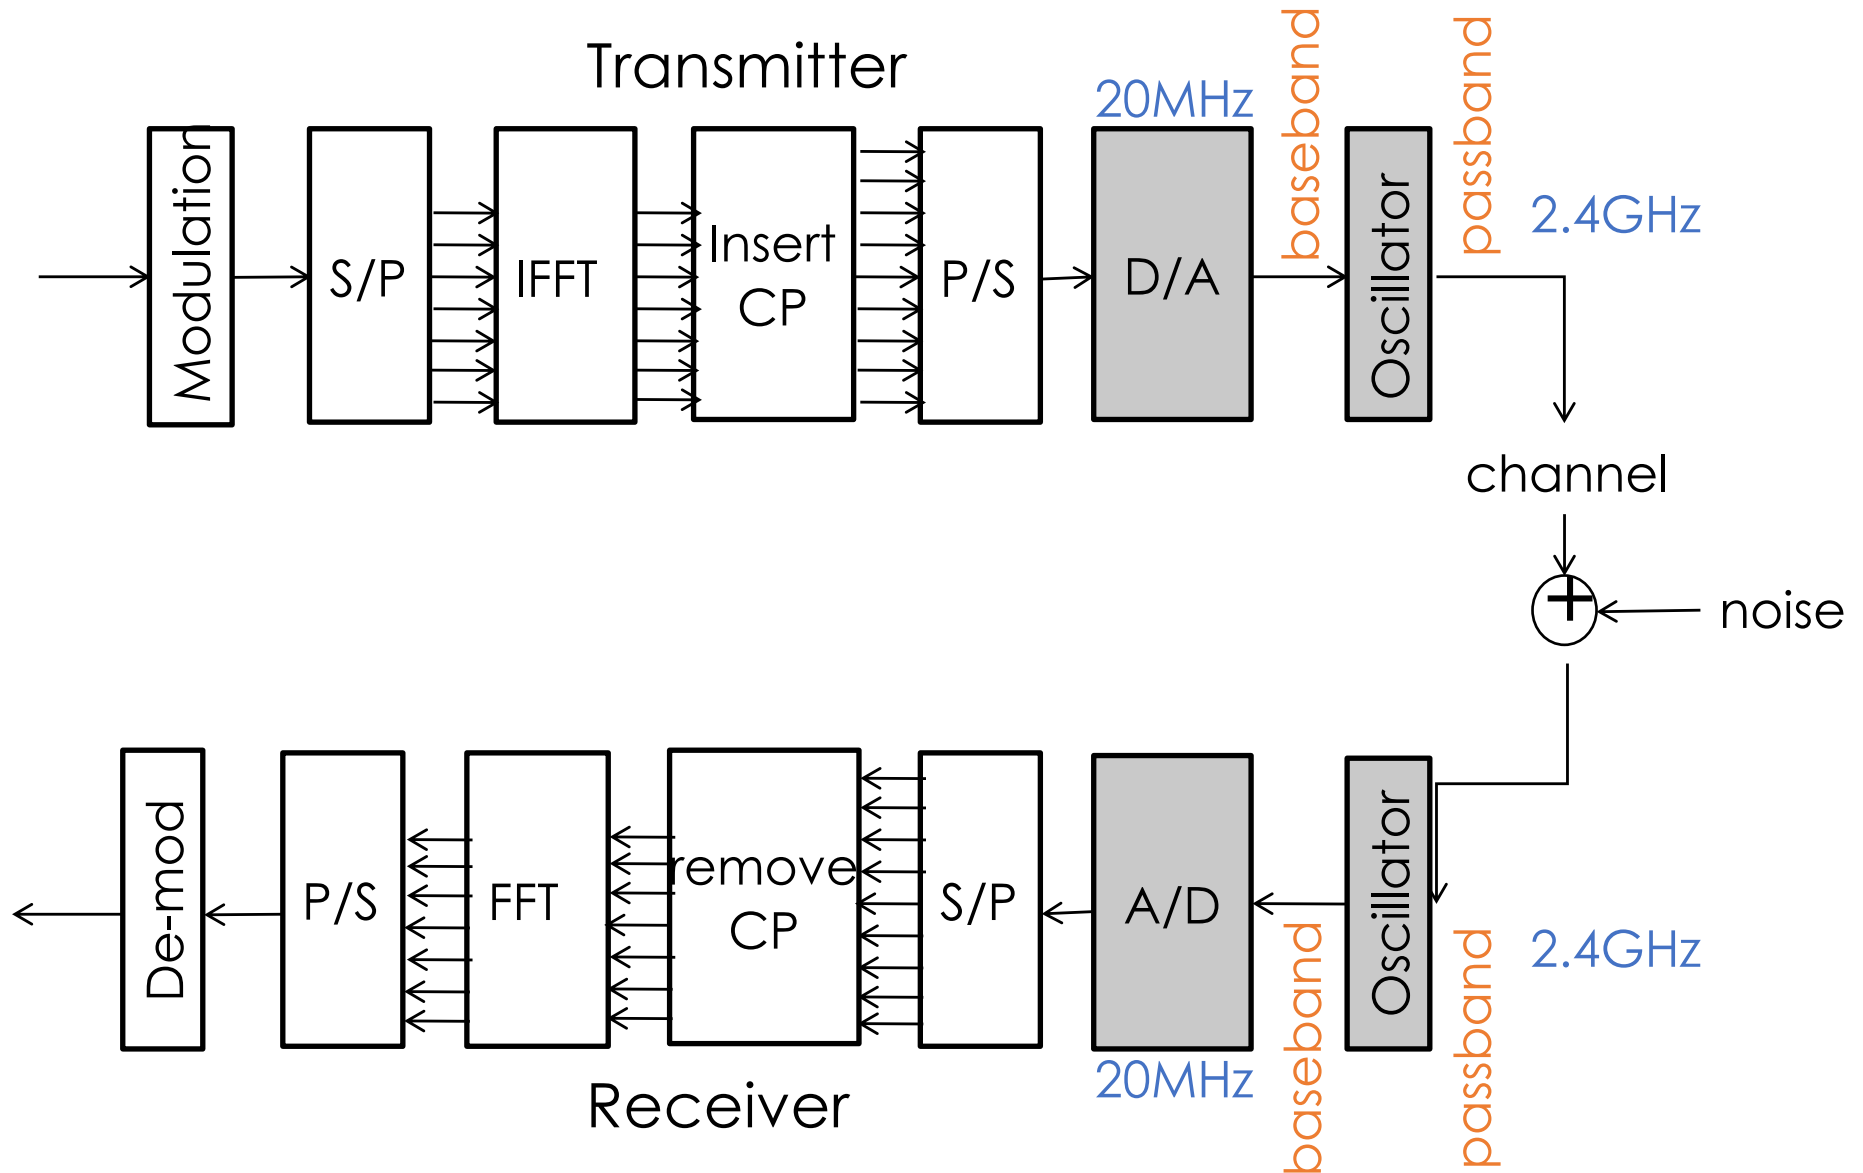 Transmitter
20MHz
baseband
passband
2.4GHz
Modulation
S/P
IFFT
Insert
CP
P/S
D/A
Oscillator
channel
+
noise
De-mod
P/S
FFT
remove
CP
S/P
A/D
Oscillator
2.4GHz
20MHz
baseband
passband
Receiver